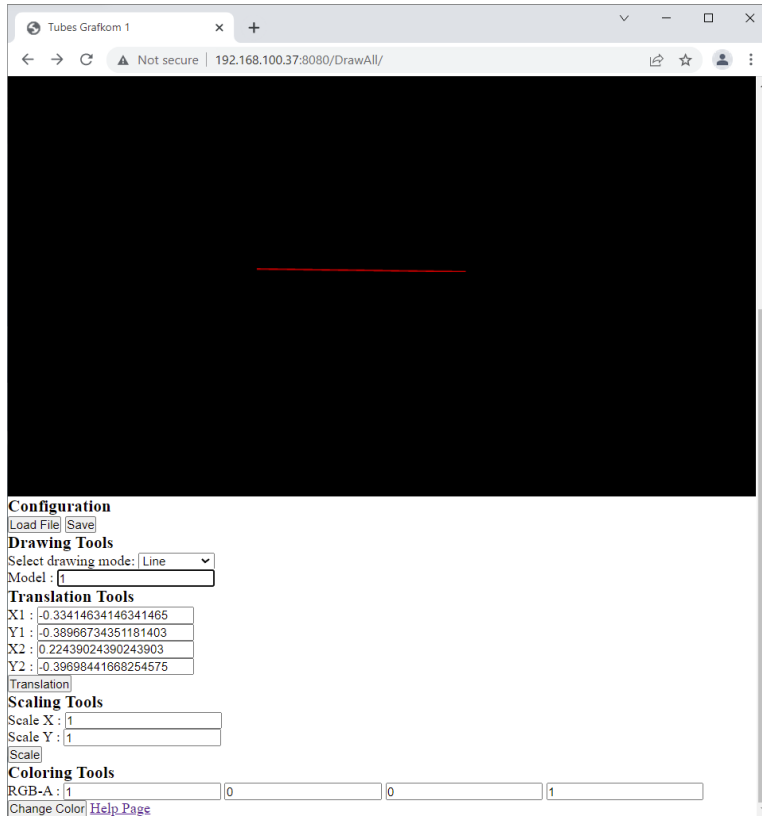 Tubes Grafkom 1
Not secure 192.168.100.37:8080/DrawAll/
Configuration
Load File Save
Drawing Tools
Select drawing mode: Line
Model : 1
Translation Tools
X1 : -0.33414634146341465
Y1 : -0.38966734351181403
X2 : 0.22439024390243903
Y2 : -0.39698441668254575
Translation
Scaling Tools
Scale X : 1
Scale Y : 1
Scale
Coloring Tools
RGB-A : 1 0 0 1
Change Color Help Page